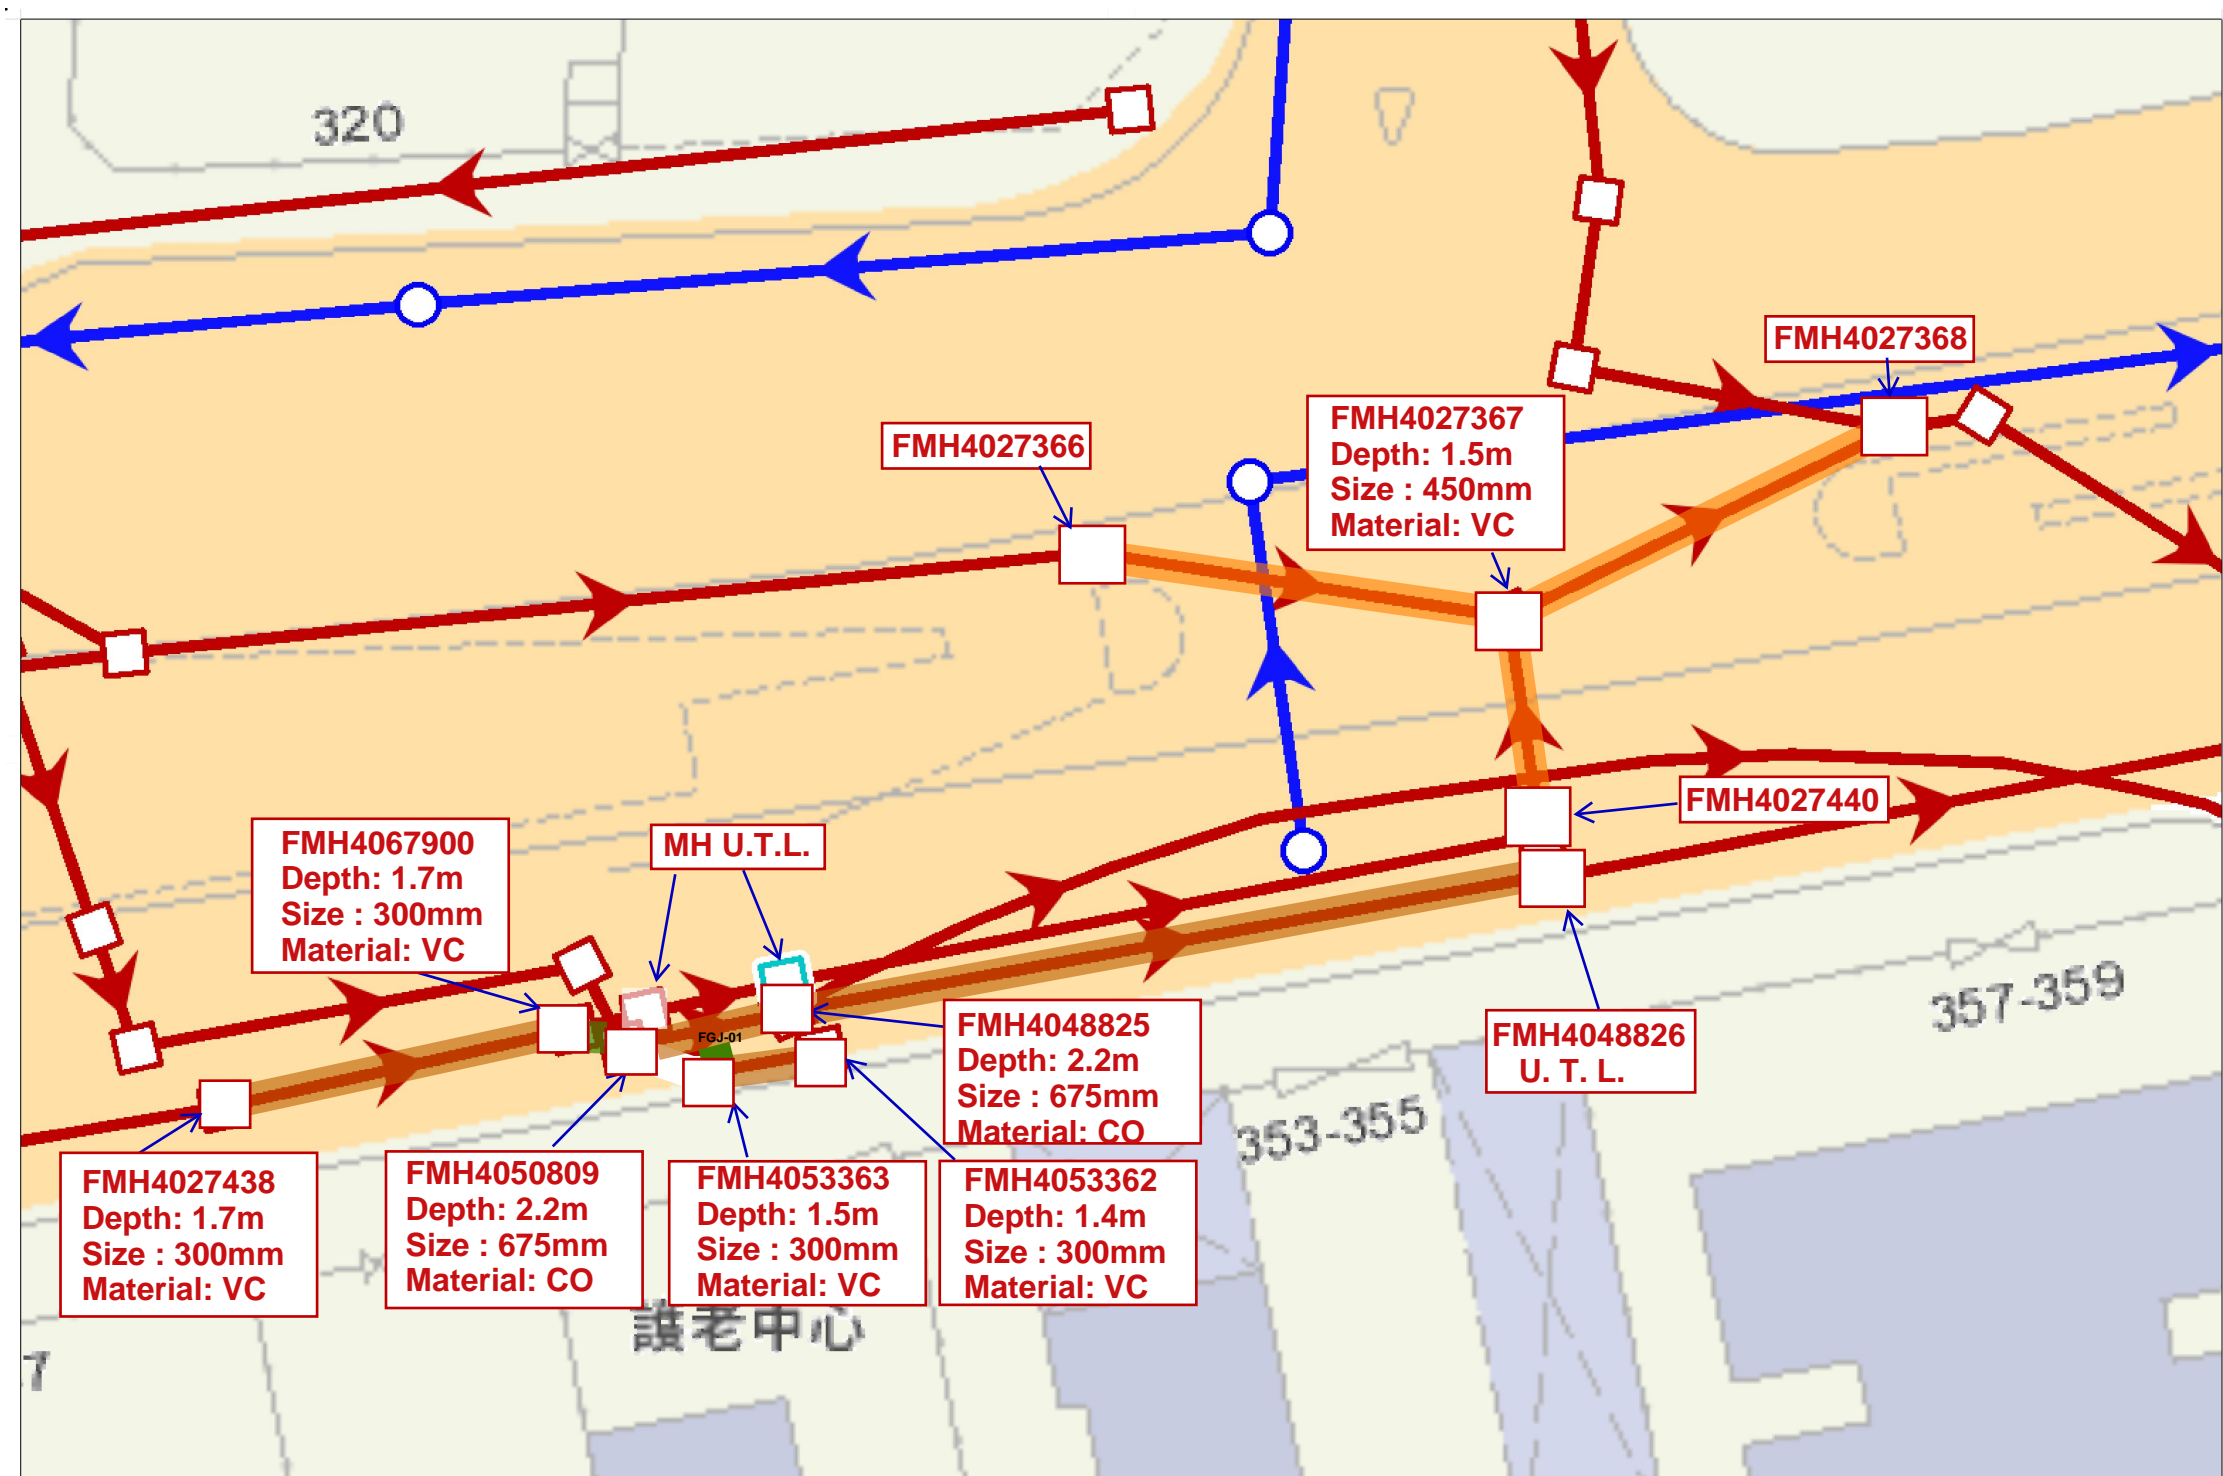 320
FMH4027368
FMH4027367
Depth: 1.5m
Size : 450mm
Material: VC
FMH4027366
FMH4027440
FMH4067900
Depth: 1.7m
Size : 300mm
Material: VC
MH U.T.L.
FGJ-01
357-359
FMH4048825
Depth: 2.2m
Size : 675mm
Material: CO
FMH4048826
U. T. L.
353-355
FMH4027438
Depth: 1.7m
Size : 300mm
Material: VC
FMH4050809
Depth: 2.2m
Size : 675mm
Material: CO
FMH4053363
Depth: 1.5m
Size : 300mm
Material: VC
FMH4053362
Depth: 1.4m
Size : 300mm
Material: VC
護老中心
7